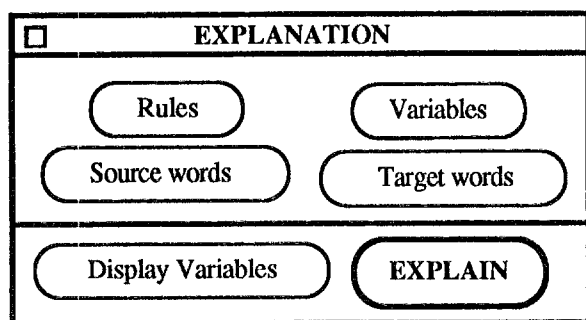 EXPLANATION
Rules Variables
Source words Target words
Display Variables EXPLAIN